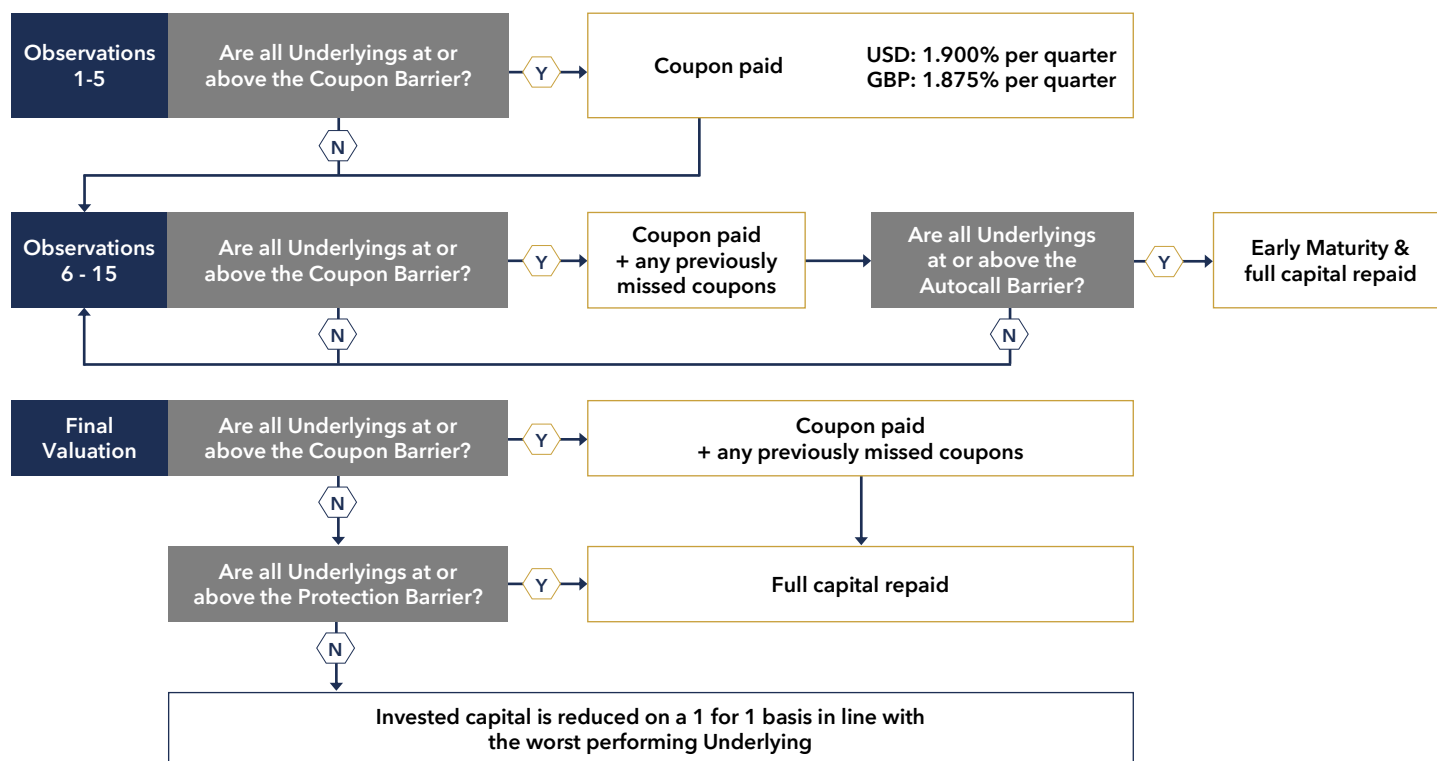 Observations
1-5
Are all Underlyings at or
above the Coupon Barrier?
Y
Coupon paid
USD: 1.900% per quarter
GBP: 1.875% per quarter
N
Observations
6 - 15
Are all Underlyings at or
above the Coupon Barrier?
Y
Coupon paid
+ any previously
missed coupons
Are all Underlyings
at or above the
Autocall Barrier?
Y
Early Maturity &
full capital repaid
N
N
Final
Valuation
Are all Underlyings at or
above the Coupon Barrier?
Y
Coupon paid
+ any previously missed coupons
N
Are all Underlyings at or
above the Protection Barrier?
Y
Full capital repaid
N
Invested capital is reduced on a 1 for 1 basis in line with
the worst performing Underlying